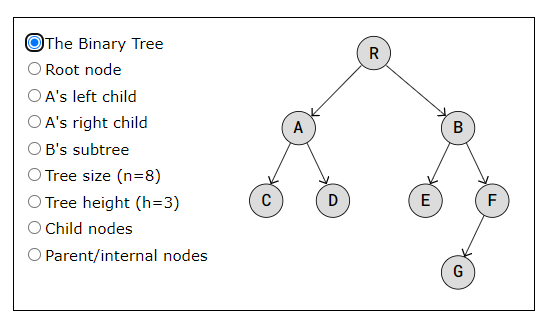 The Binary Tree
Root node
A's left child
A's right child
B's subtree
Tree size (n=8)
Tree height (h=3)
Child nodes
Parent/internal nodes
R
A B
C D E F
G